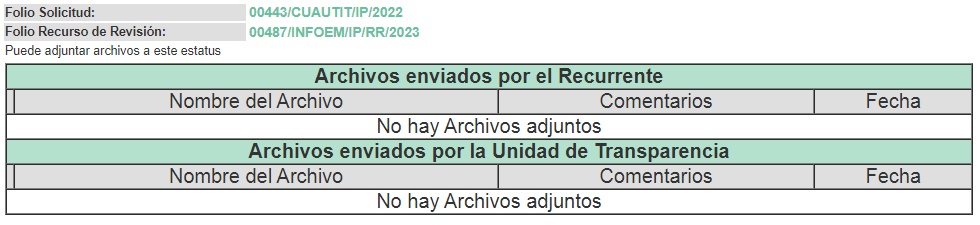 Folio Solicitud: 00443/CUAUTIT/IP/2022
Folio Recurso de Revisión: 00487/INFOEM/IP/RR/2023
Puede adjuntar archivos a este estatus
Archivos enviados por el Recurrente
Nombre del Archivo Comentarios Fecha
No hay Archivos adjuntos
Archivos enviados por la Unidad de Transparencia
Nombre del Archivo Comentarios Fecha
No hay Archivos adjuntos